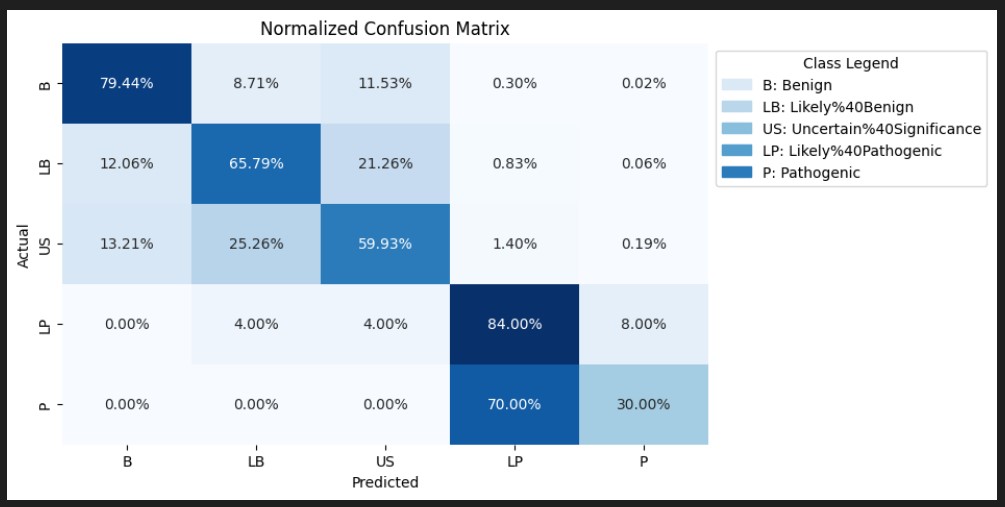 Normalized Confusion Matrix
Actual
B 79.44% 8.71% 11.53% 0.30% 0.02%
LB 12.06% 65.79% 21.26% 0.83% 0.06%
US 13.21% 25.26% 59.93% 1.40% 0.19%
LP 0.00% 4.00% 4.00% 84.00% 8.00%
P 0.00% 0.00% 0.00% 70.00% 30.00%
B LB US LP P
Predicted
Class Legend
B: Benign
LB: Likely%40Benign
US: Uncertain%40Significance
LP: Likely%40Pathogenic
P: Pathogenic